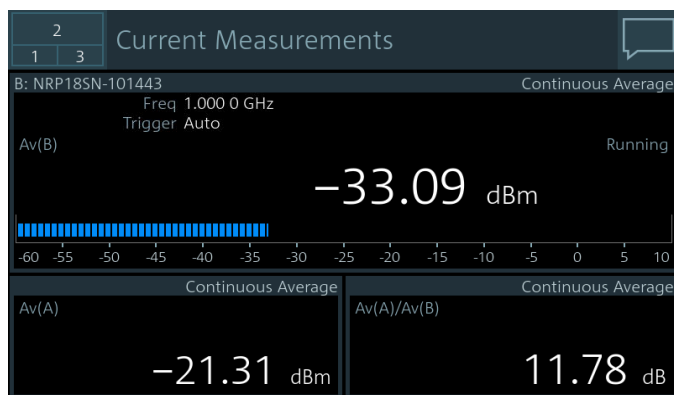 2
1 3
Current Measurements
B: NRP18SN-101443 Continuous Average
Freq 1.000 0 GHz
Trigger Auto
Av(B) Running
−33.09 dBm
-60 -55 -50 -45 -40 -35 -30 -25 -20 -15 -10 -5 0 5 10
Continuous Average
Av(A)
−21.31 dBm
Continuous Average
Av(A)/Av(B)
11.78 dB